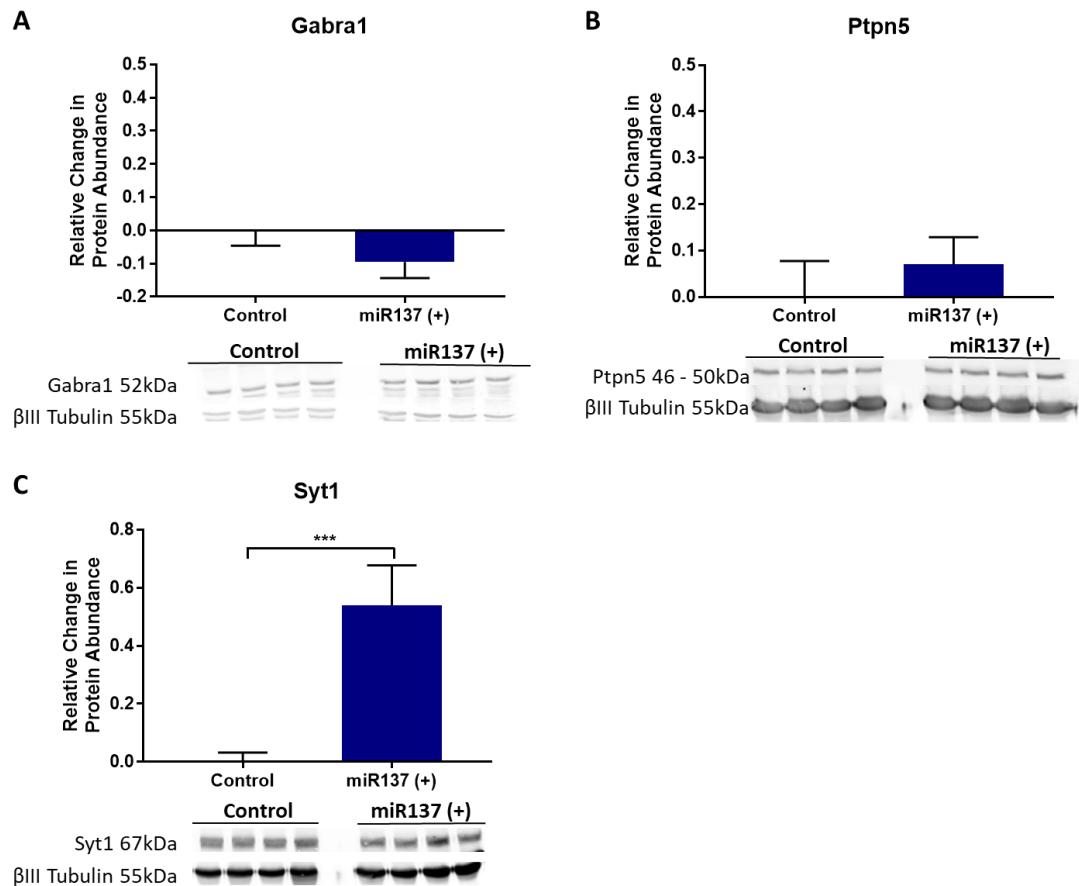 A
Gabra1
Relative Change in
Protein Abundance
0.5
0.4
0.3
0.2
0.1
0.0
-0.1
-0.2
Control
miR137 (+)
Control
miR137 (+)
Gabra1 52kDa
βIII Tubulin 55kDa
B
Ptpn5
Relative Change in
Protein Abundance
0.5
0.4
0.3
0.2
0.1
0.0
Control
miR137 (+)
Control
miR137 (+)
Ptpn5 46 - 50kDa
βIII Tubulin 55kDa
C
Syt1
Relative Change in
Protein Abundance
0.8
0.6
0.4
0.2
0.0
***
Control
miR137 (+)
Control
miR137 (+)
Syt1 67kDa
βIII Tubulin 55kDa